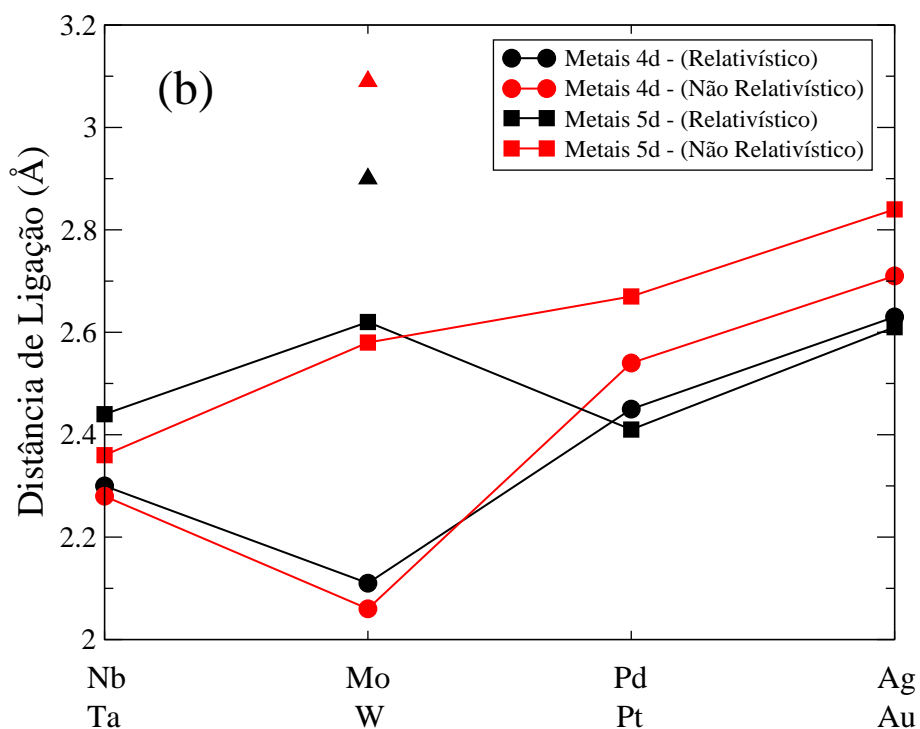 3.2
3
2.8
2.6
2.4
2.2
2
Distância de Ligação (Å)
(b)
Metais 4d - (Relativístico)
Metais 4d - (Não Relativístico)
Metais 5d - (Relativístico)
Metais 5d - (Não Relativístico)
Nb Mo Pd Ag
Ta W Pt Au